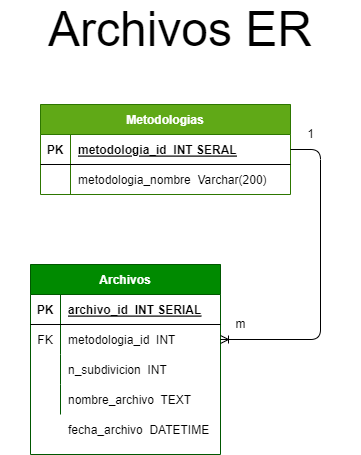 Archivos ER
Metodologias
1
PK metodologia_id INT SERAL
metodologia_nombre Varchar(200)
Archivos
PK archivo_id INT SERIAL
m
FK metodologia_id INT
n_subdivicion INT
nombre_archivo TEXT
fecha_archivo DATETIME